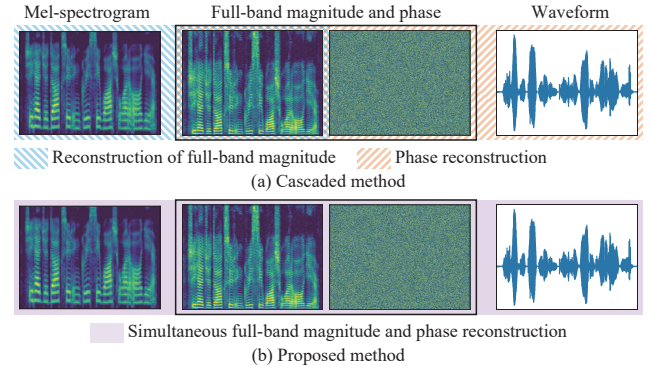 Mel-spectrogram Full-band magnitude and phase Waveform
Reconstruction of full-band magnitude Phase reconstruction
(a) Cascaded method
Simultaneous full-band magnitude and phase reconstruction
(b) Proposed method